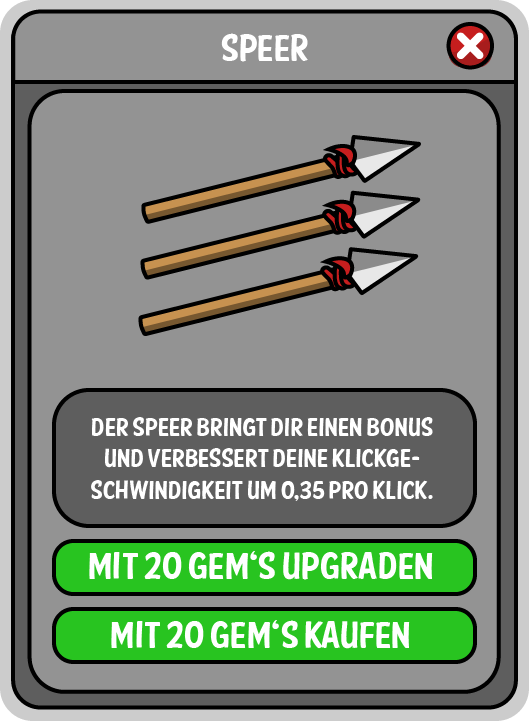 SPEER
DER SPEER BRINGT DIR EINEN BONUS
UND VERBESSERT DEINE KLICKGE-
SCHWINDIGKEIT UM 0,35 PRO KLICK.
MIT 20 GEM‘S UPGRADEN
MIT 20 GEM‘S KAUFEN